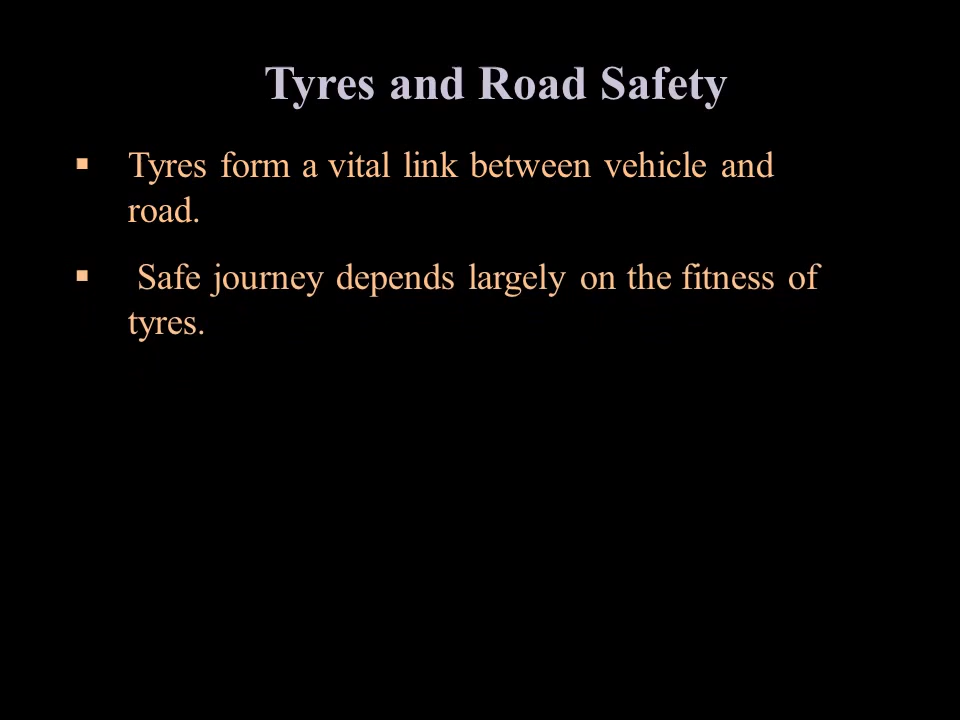 Tyres and Road Safety
▪ Tyres form a vital link between vehicle and
road.
▪ Safe journey depends largely on the fitness of
tyres.